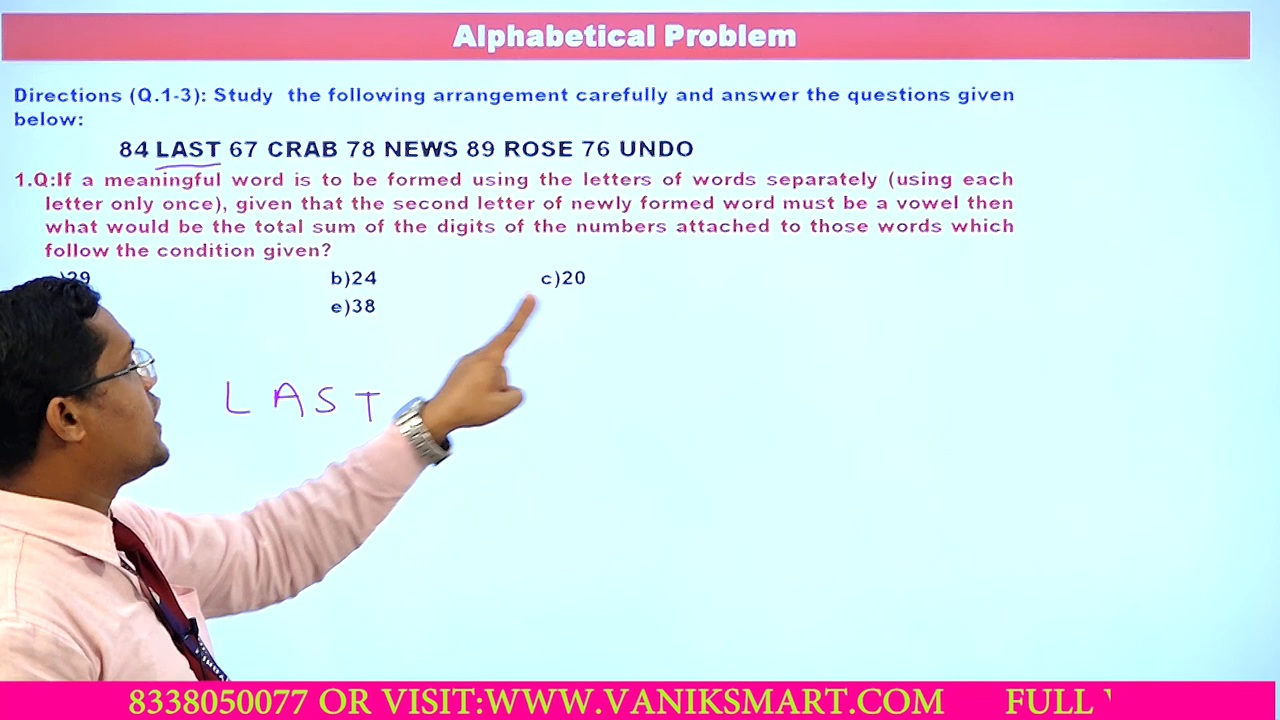 Alphabetical Problem
Directions (Q.1-3): Study the following arrangement carefully and answer the questions given
below:
84 LAST 67 CRAB 78 NEWS 89 ROSE 76 UNDO
1.Q:If a meaningful word is to be formed using the letters of words separately (using each
letter only once), given that the second letter of newly formed word must be a vowel then
what would be the total sum of the digits of the numbers attached to those words which
follow the condition given?
)29 b)24 c)20
e)38
LAST
8338050077 OR VISIT:WWW.VANIKSMART.COM FULL